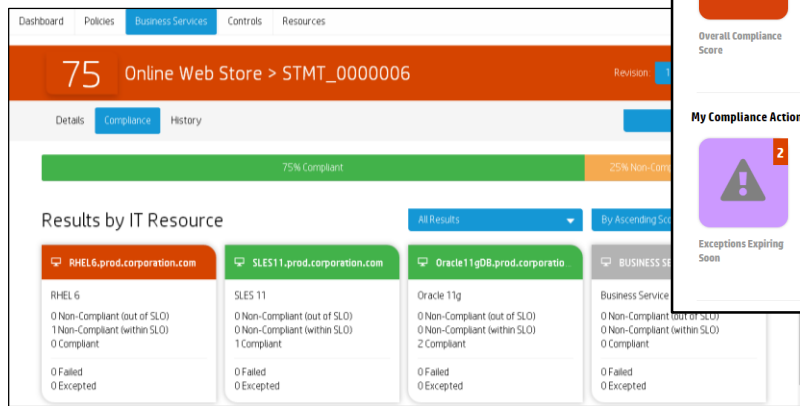 Dashboard Policies Business Services Controls Resources
75 Online Web Store > STMT_0000006
Revision: 1
Details Compliance History
75% Compliant
25% Non-Com
Results by IT Resource
All Results
By Ascending Sco
RHEL6.prod.corporation.com
RHEL 6
0 Non-Compliant (out of SLO)
1 Non-Compliant (within SLO)
0 Compliant
0 Failed
0 Excepted
SLES11.prod.corporation.com
SLES 11
0 Non-Compliant (out of SLO)
0 Non-Compliant (within SLO)
1 Compliant
0 Failed
0 Excepted
Oracle11gDB.prod.corporatio...
Oracle 11g
0 Non-Compliant (out of SLO)
0 Non-Compliant (within SLO)
2 Compliant
0 Failed
0 Excepted
BUSINESS SE
Business Service
0 Non-Compliant (out of SLO)
0 Non-Compliant (within SLO)
0 Compliant
0 Failed
0 Excepted
Overall Compliance
Score
My Compliance Action
2
Exceptions Expiring
Soon